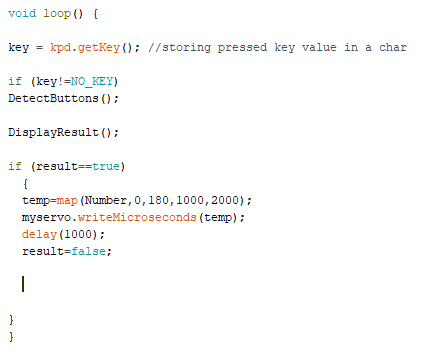 void loop() {
key = kpd.getKey(); //storing pressed key value in a char
if (key!=NO_KEY)
DetectButtons();
DisplayResult();
if (result==true)
{
temp=map(Number,0,180,1000,2000);
myservo.writeMicroseconds(temp);
delay(1000);
result=false;
}
}